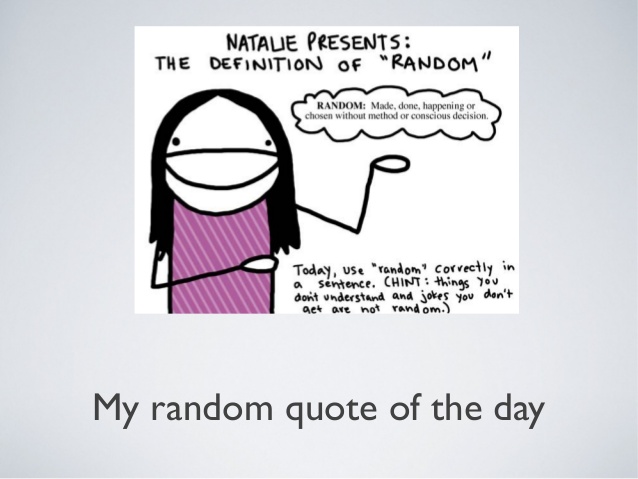 NATALIE PRESENTS:
THE DEFINITION OF "RANDOM"
RANDOM: Made, done, happening or
chosen without method or conscious decision.
Today, use "random" correctly in
a sentence. (HINT: things you
don't understand and jokes you don't
get are not random.)
My random quote of the day